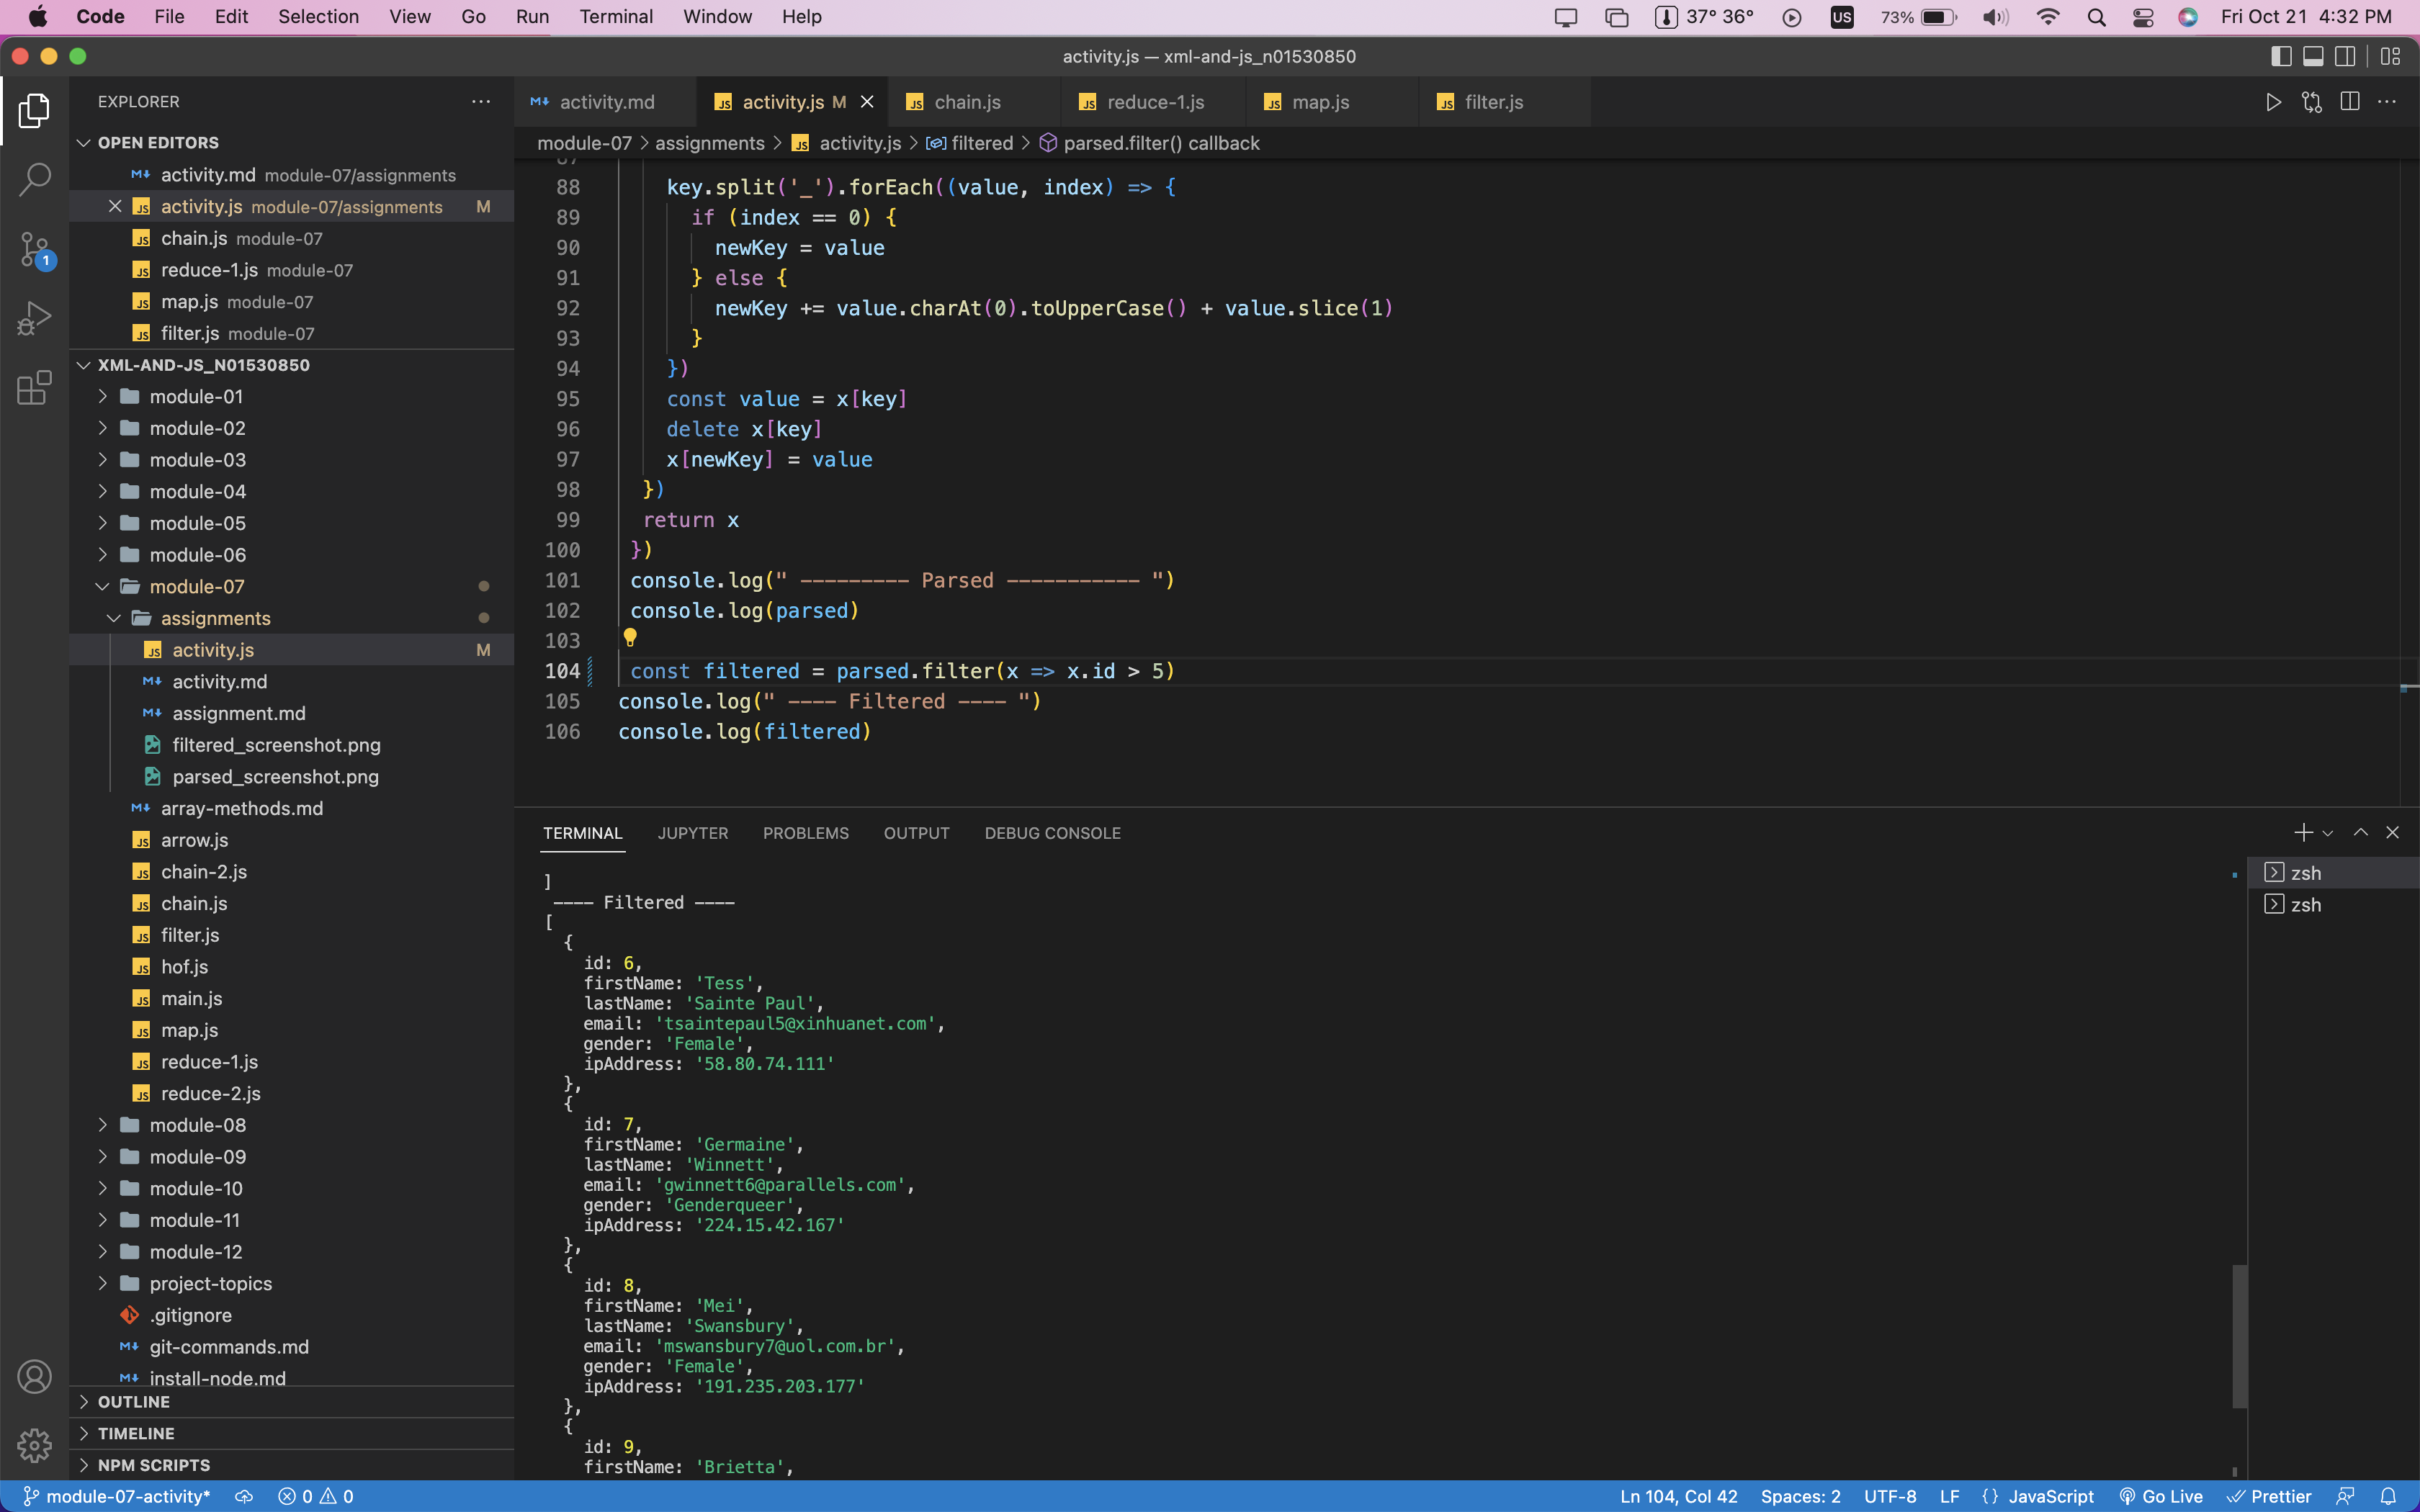 Code File Edit Selection View Go Run Terminal Window Help 37° 36° US 73% Fri Oct 21 4:32 PM
activity.js — xml-and-js_n01530850
EXPLORER
OPEN EDITORS
activity.md module-07/assignments
activity.js module-07/assignments M
chain.js module-07
reduce-1.js module-07
map.js module-07
filter.js module-07
XML-AND-JS_N01530850
module-01
module-02
module-03
module-04
module-05
module-06
module-07
assignments
activity.js M
activity.md
assignment.md
filtered_screenshot.png
parsed_screenshot.png
array-methods.md
arrow.js
chain-2.js
chain.js
filter.js
hof.js
main.js
map.js
reduce-1.js
reduce-2.js
module-08
module-09
module-10
module-11
module-12
project-topics
.gitignore
git-commands.md
install-node.md
OUTLINE
TIMELINE
NPM SCRIPTS
1
activity.md activity.js M chain.js reduce-1.js map.js filter.js
module-07 > assignments > activity.js > filtered > parsed.filter() callback
87
88 key.split('_').forEach((value, index) => {
89 if (index == 0) {
90 newKey = value
91 } else {
92 newKey += value.charAt(0).toUpperCase() + value.slice(1)
93 }
94 })
95 const value = x[key]
96 delete x[key]
97 x[newKey] = value
98 })
99 return x
100 })
101 console.log(" --------- Parsed ----------- ")
102 console.log(parsed)
103
104 const filtered = parsed.filter(x => x.id > 5)
105 console.log(" ---- Filtered ---- ")
106 console.log(filtered)
TERMINAL JUPYTER PROBLEMS OUTPUT DEBUG CONSOLE
]
---- Filtered ----
[
{
id: 6,
firstName: 'Tess',
lastName: 'Sainte Paul',
email: 'tsaintepaul5@xinhuanet.com',
gender: 'Female',
ipAddress: '58.80.74.111'
},
{
id: 7,
firstName: 'Germaine',
lastName: 'Winnett',
email: 'gwinnett6@parallels.com',
gender: 'Genderqueer',
ipAddress: '224.15.42.167'
},
{
id: 8,
firstName: 'Mei',
lastName: 'Swansbury',
email: 'mswansbury7@uol.com.br',
gender: 'Female',
ipAddress: '191.235.203.177'
},
{
id: 9,
firstName: 'Brietta',
zsh
zsh
module-07-activity* 0 0 Ln 104, Col 42 Spaces: 2 UTF-8 LF {} JavaScript Go Live Prettier